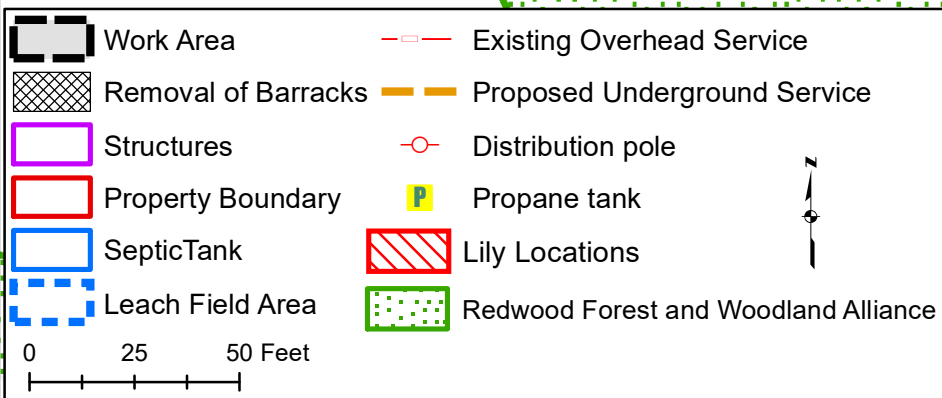 Work Area
Removal of Barracks
Structures
Property Boundary
SepticTank
Leach Field Area
0 25 50 Feet
Existing Overhead Service
Proposed Underground Service
Distribution pole
P Propane tank
Lily Locations
Redwood Forest and Woodland Alliance
N